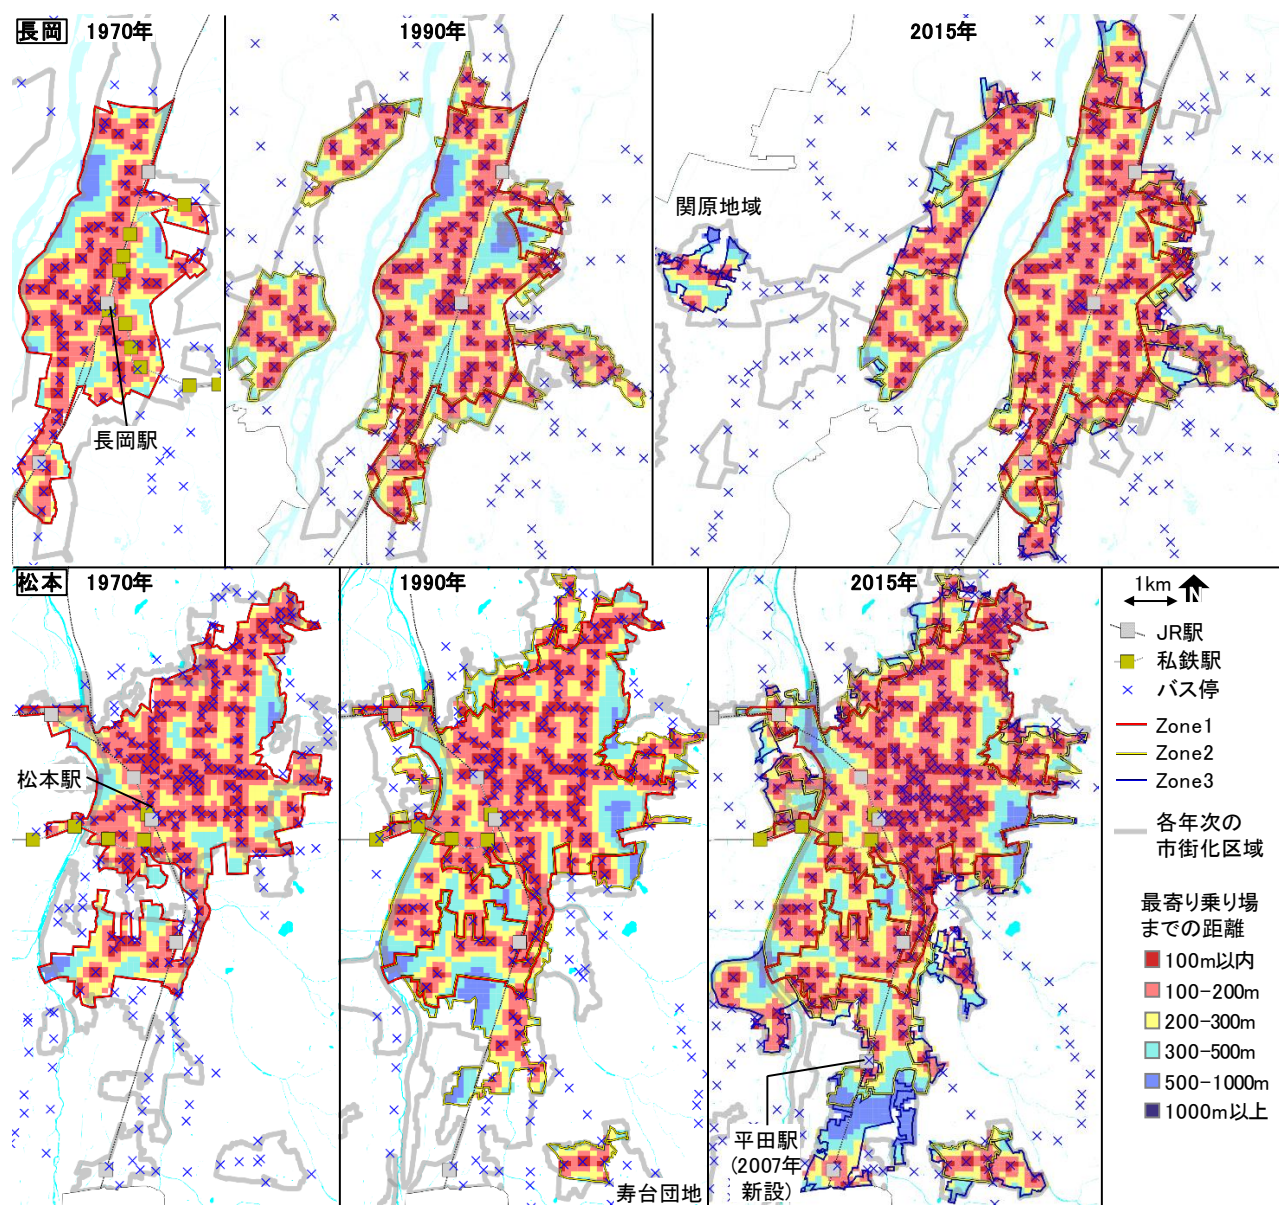 長岡 1970年
1990年
2015年
関原地域
長岡駅
松本 1970年
1990年
2015年
松本駅
寿台団地
平田駅
(2007年
新設)
1km N
JR駅
私鉄駅
バス停
Zone1
Zone2
Zone3
各年次の
市街化区域
最寄り乗り場
までの距離
100m以内
100-200m
200-300m
300-500m
500-1000m
1000m以上